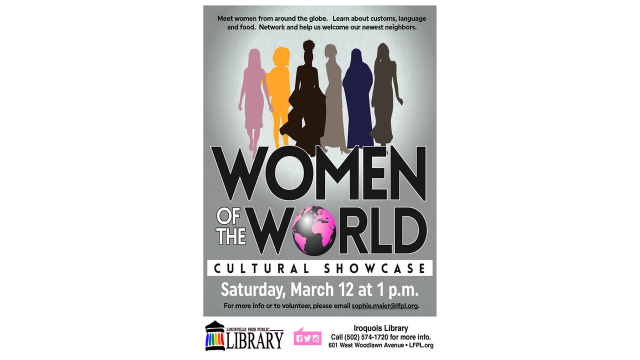 Meet women from around the globe. Learn about customs, language
and food. Network and help us welcome our newest neighbors.
WOMEN
OF THE WORLD
CULTURAL SHOWCASE
Saturday, March 12 at 1 p.m.
For more info or to volunteer, please email sophie.maier@lfpl.org
LOUISVILLE FREE PUBLIC
LIBRARY
Iroquois Library
Call (502) 574-1720 for more info.
601 West Woodlawn Avenue • LFPL.org